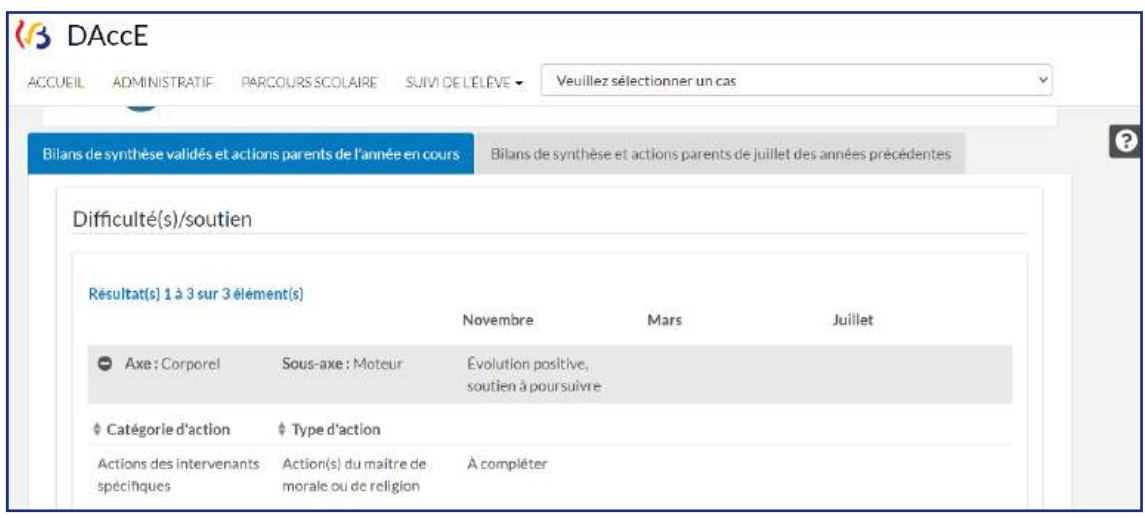 DAccE
ACCUEIL ADMINISTRATIF PARCOURS SCOLAIRE SUIVI DE L'ÉLÈVE Veuillez sélectionner un cas
Bilans de synthèse validés et actions parents de l'année en cours Bilans de synthèse et actions parents de juillet des années précédentes
?
Difficulté(s)/soutien
Résultat(s) 1 à 3 sur 3 élément(s)
Novembre Mars Juillet
Axe : Corporel Sous-axe : Moteur Évolution positive,
soutien à poursuivre
Catégorie d'action Type d'action
Actions des intervenants Action(s) du maitre de À compléter
spécifiques morale ou de religion